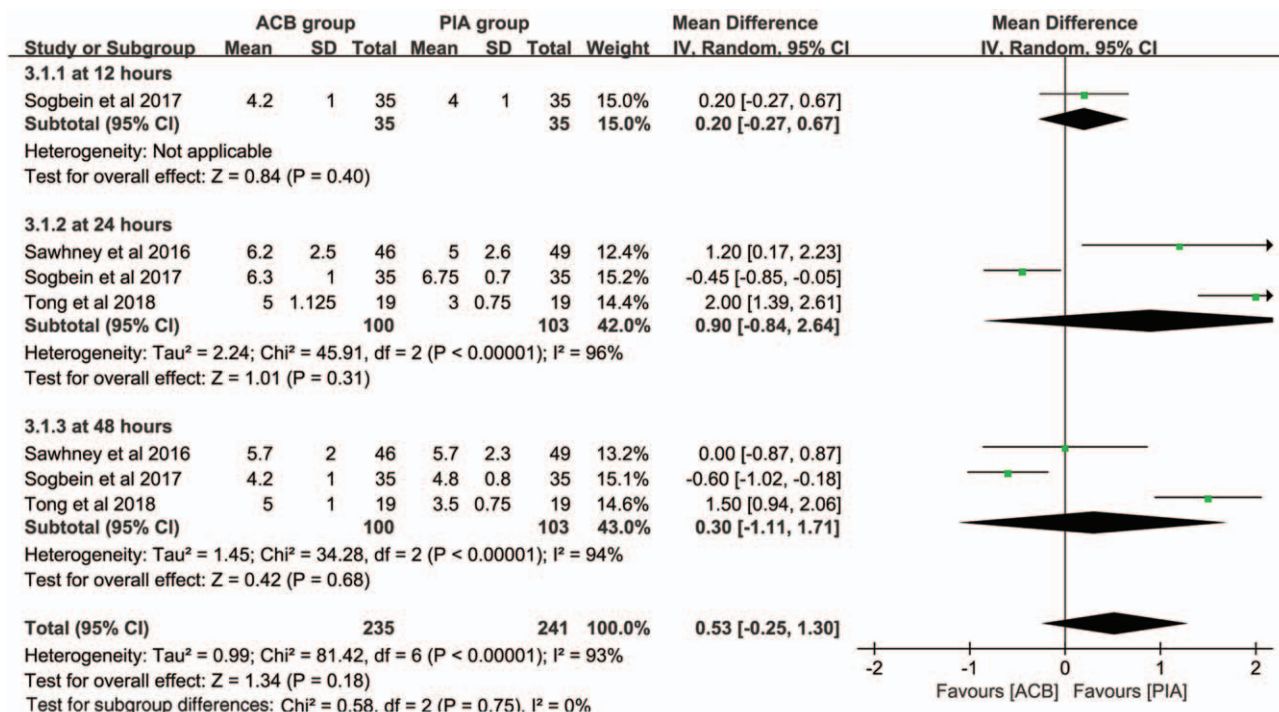 ACB group PIA group Mean Difference Mean Difference
Study or Subgroup Mean SD Total Mean SD Total Weight IV, Random, 95% CI IV, Random, 95% CI
3.1.1 at 12 hours
Sogbein et al 2017 4.2 1 35 4 1 35 15.0% 0.20 [-0.27, 0.67]
Subtotal (95% CI) 35 35 15.0% 0.20 [-0.27, 0.67]
Heterogeneity: Not applicable
Test for overall effect: Z = 0.84 (P = 0.40)
3.1.2 at 24 hours
Sawhney et al 2016 6.2 2.5 46 5 2.6 49 12.4% 1.20 [0.17, 2.23]
Sogbein et al 2017 6.3 1 35 6.75 0.7 35 15.2% -0.45 [-0.85, -0.05]
Tong et al 2018 5 1.125 19 3 0.75 19 14.4% 2.00 [1.39, 2.61]
Subtotal (95% CI) 100 103 42.0% 0.90 [-0.84, 2.64]
Heterogeneity: Tau² = 2.24; Chi² = 45.91, df = 2 (P < 0.00001); I² = 96%
Test for overall effect: Z = 1.01 (P = 0.31)
3.1.3 at 48 hours
Sawhney et al 2016 5.7 2 46 5.7 2.3 49 13.2% 0.00 [-0.87, 0.87]
Sogbein et al 2017 4.2 1 35 4.8 0.8 35 15.1% -0.60 [-1.02, -0.18]
Tong et al 2018 5 1 19 3.5 0.75 19 14.6% 1.50 [0.94, 2.06]
Subtotal (95% CI) 100 103 43.0% 0.30 [-1.11, 1.71]
Heterogeneity: Tau² = 1.45; Chi² = 34.28, df = 2 (P < 0.00001); I² = 94%
Test for overall effect: Z = 0.42 (P = 0.68)
Total (95% CI) 235 241 100.0% 0.53 [-0.25, 1.30]
Heterogeneity: Tau² = 0.99; Chi² = 81.42, df = 6 (P < 0.00001); I² = 93%
Test for overall effect: Z = 1.34 (P = 0.18)
Test for subgroup differences: Chi² = 0.58, df = 2 (P = 0.75), I² = 0%
-2 -1 0 1 2
Favours [ACB] Favours [PIA]